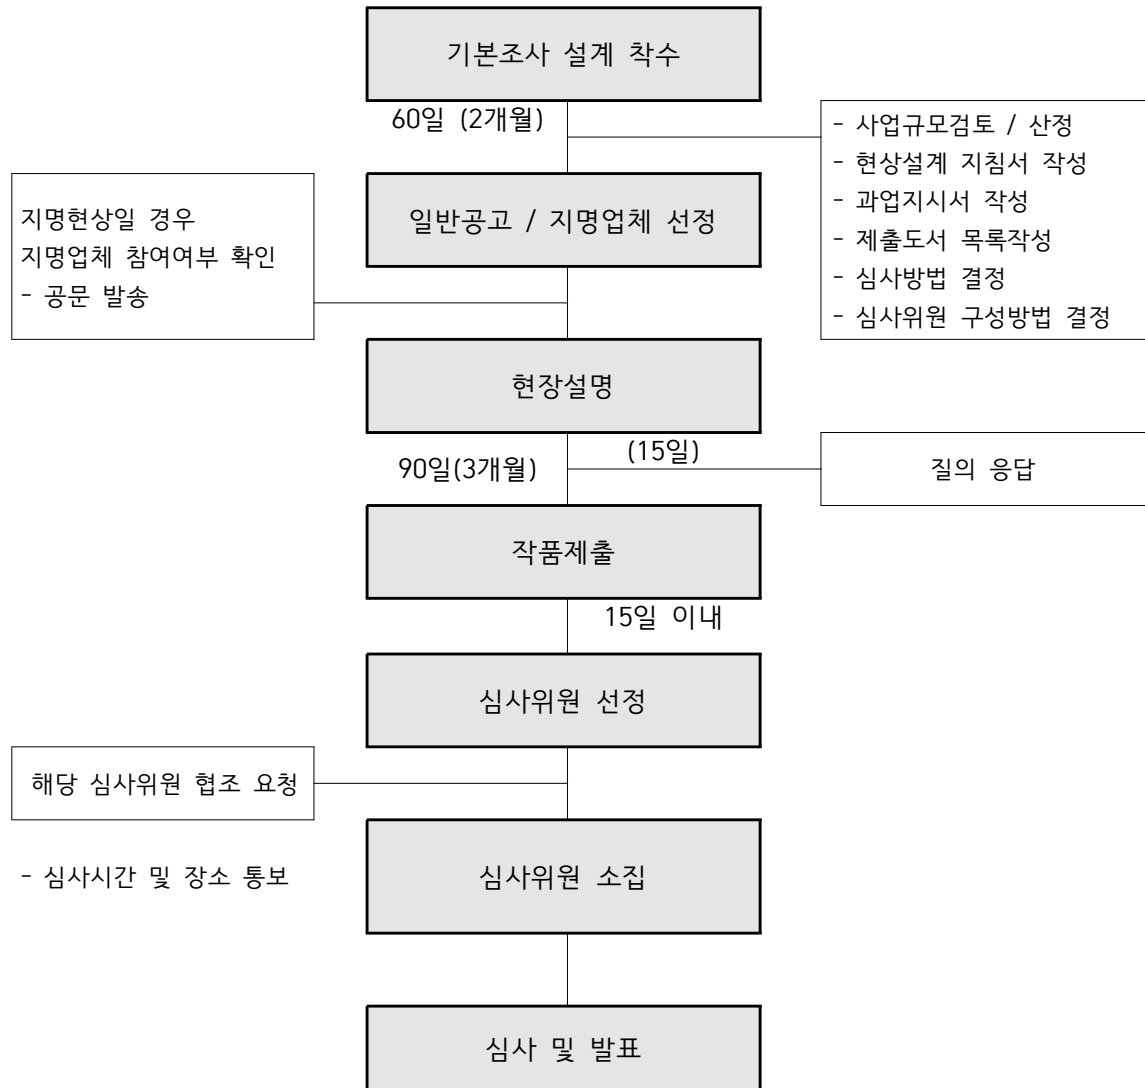 기본조사 설계 착수
60일 (2개월)
- 사업규모검토 / 산정
- 현상설계 지침서 작성
- 과업지시서 작성
- 제출도서 목록작성
- 심사방법 결정
- 심사위원 구성방법 결정
일반공고 / 지명업체 선정
지명현상일 경우
지명업체 참여여부 확인
- 공문 발송
현장설명
90일(3개월)
(15일)
질의 응답
작품제출
15일 이내
심사위원 선정
해당 심사위원 협조 요청
- 심사시간 및 장소 통보
심사위원 소집
심사 및 발표